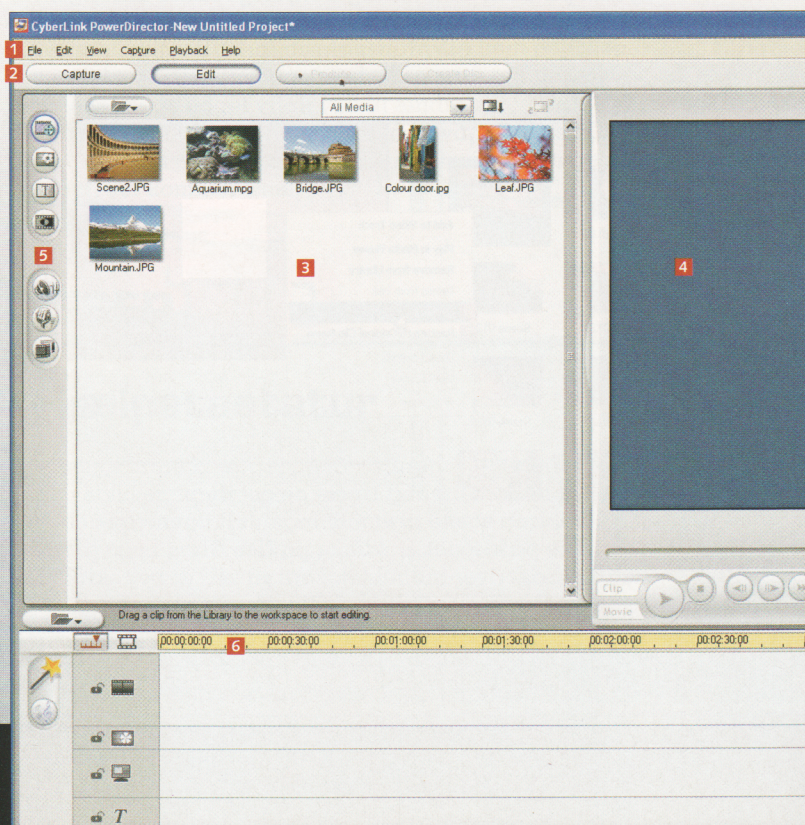 CyberLink PowerDirector-New Untitled Project*
1 File Edit View Capture Playback Help
2 Capture Edit
All Media
Scene2.JPG Aquarium.mpg Bridge.JPG Colour door.jpg Leaf.JPG
Mountain.JPG
5
3
4
Clip
Movie
Drag a clip from the Library to the workspace to start editing.
00:00:00:00 6 00:00:30:00 00:01:00:00 00:01:30:00 00:02:00:00 00:02:30:00
T